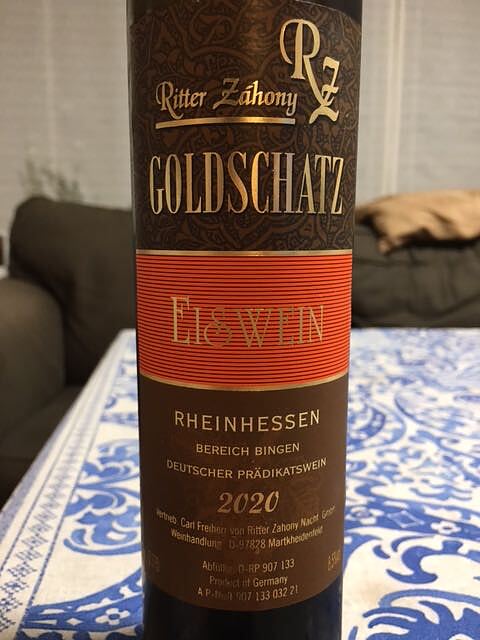 RZ
Ritter Záhony
GOLDSCHATZ
EISWEIN
RHEINHESSEN
BEREICH BINGEN
DEUTSCHER PRÄDIKATSWEIN
2020
Vertrieb: Carl Freiherr von Ritter Zahony Nachf. GmbH
Weinhandlung D-97828 Marktheidenfeld
Abfüller D-RP 907 133
Product of Germany
A.P.-Nr. 907 133 032 21